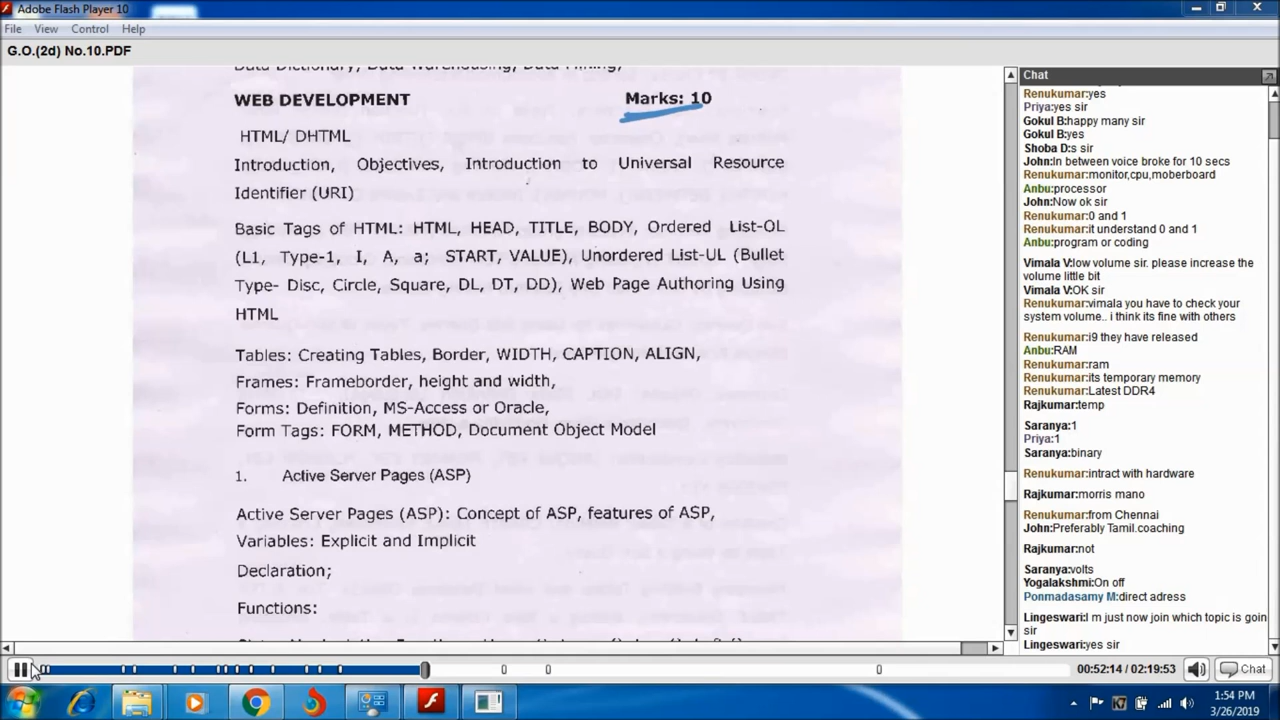 Adobe Flash Player 10
File View Control Help
G.O.(2d) No.10.PDF
Data Dictionary, Data Warehousing, Data Mining,
WEB DEVELOPMENT Marks: 10
HTML/ DHTML
Introduction, Objectives, Introduction to Universal Resource
Identifier (URI)
Basic Tags of HTML: HTML, HEAD, TITLE, BODY, Ordered List-OL
(L1, Type-1, I, A, a; START, VALUE), Unordered List-UL (Bullet
Type- Disc, Circle, Square, DL, DT, DD), Web Page Authoring Using
HTML
Tables: Creating Tables, Border, WIDTH, CAPTION, ALIGN,
Frames: Frameborder, height and width,
Forms: Definition, MS-Access or Oracle,
Form Tags: FORM, METHOD, Document Object Model
1. Active Server Pages (ASP)
Active Server Pages (ASP): Concept of ASP, features of ASP,
Variables: Explicit and Implicit
Declaration;
Functions:
Chat
Renukumar:yes
Priya:yes sir
Gokul B:happy many sir
Gokul B:yes
Shoba D:s sir
John:In between voice broke for 10 secs
Renukumar:monitor,cpu,moberboard
Anbu:processor
John:Now ok sir
Renukumar:0 and 1
Renukumar:it understand 0 and 1
Anbu:program or coding
Vimala V:low volume sir. please increase the
volume little bit
Vimala V:OK sir
Renukumar:vimala you have to check your
system volume.. i think its fine with others
Renukumar:i9 they have released
Anbu:RAM
Renukumar:ram
Renukumar:its temporary memory
Renukumar:Latest DDR4
Rajkumar:temp
Saranya:1
Priya:1
Saranya:binary
Renukumar:intract with hardware
Rajkumar:morris mano
Renukumar:from Chennai
John:Preferably Tamil.coaching
Rajkumar:not
Saranya:volts
Yogalakshmi:On off
Ponmadasamy M:direct adress
Lingeswari:I m just now join which topic is goin
sir
Lingeswari:yes sir
00:52:14 / 02:19:53 Chat
1:54 PM
3/26/2019